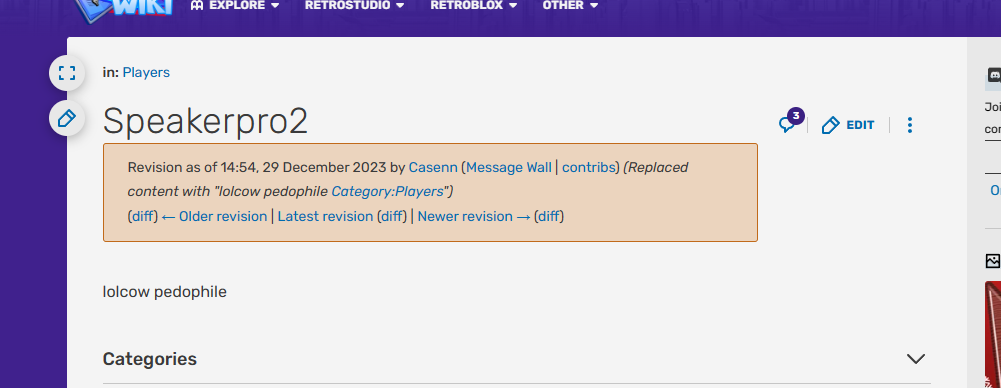 WIKI
EXPLORE RETROSTUDIO RETROBLOX OTHER
in: Players
Speakerpro2
3
EDIT
Revision as of 14:54, 29 December 2023 by Casenn (Message Wall | contribs) (Replaced
content with "lolcow pedophile Category:Players")
(diff) ← Older revision | Latest revision (diff) | Newer revision → (diff)
lolcow pedophile
Categories